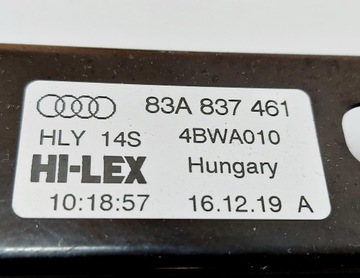 83A 837 461
HLY 14S 4BWA010
HI-LEX Hungary
10:18:57 16.12.19 A